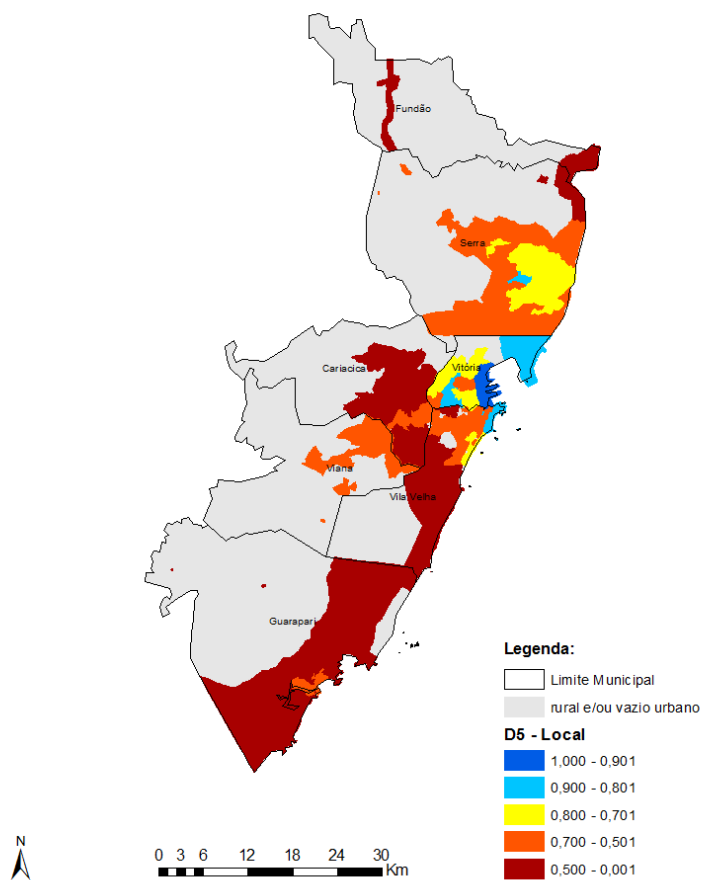 Fundão
Serra
Cariacica
Vitória
Viana
Vila Velha
Guarapari
Legenda:
Limite Municipal
rural e/ou vazio urbano
D5 - Local
1,000 - 0,901
0,900 - 0,801
0,800 - 0,701
0,700 - 0,501
0,500 - 0,001
N
0 3 6 12 18 24 30
Km